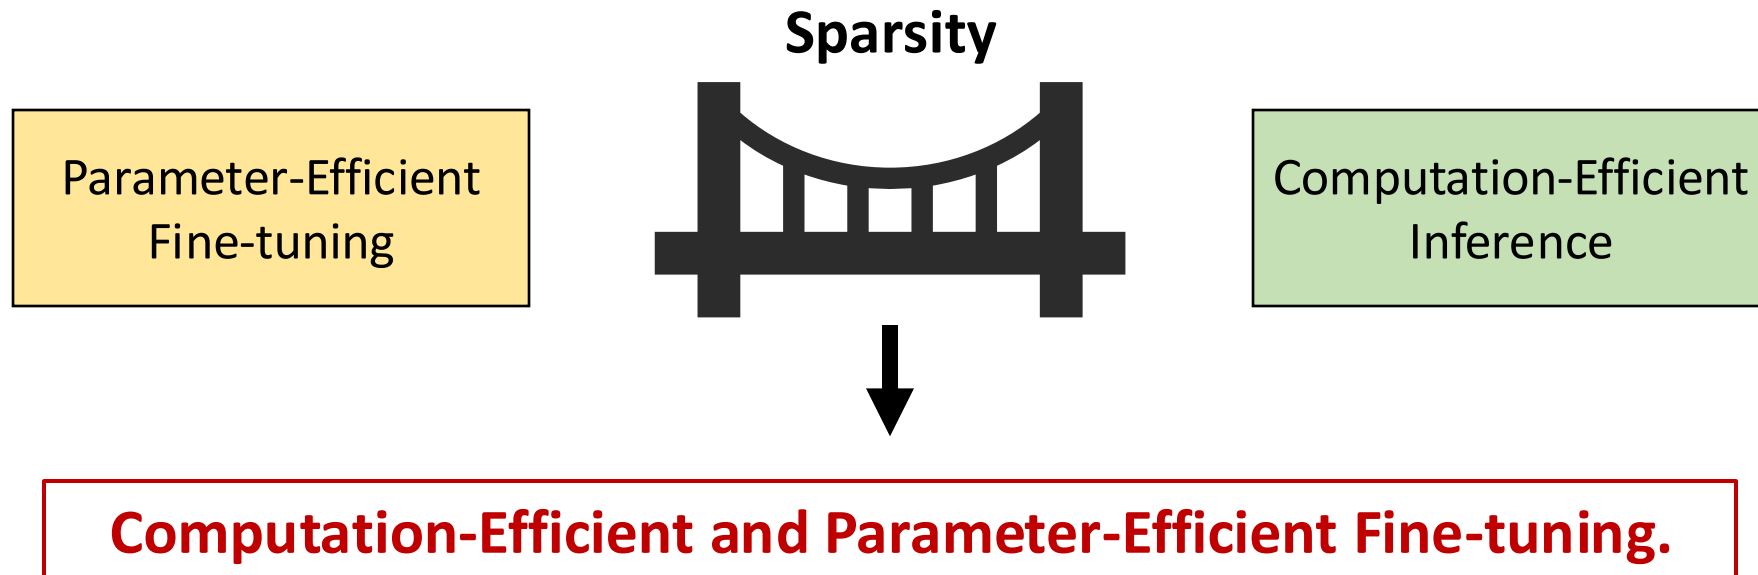 Sparsity
Parameter-Efficient
Fine-tuning
Computation-Efficient
Inference
Computation-Efficient and Parameter-Efficient Fine-tuning.